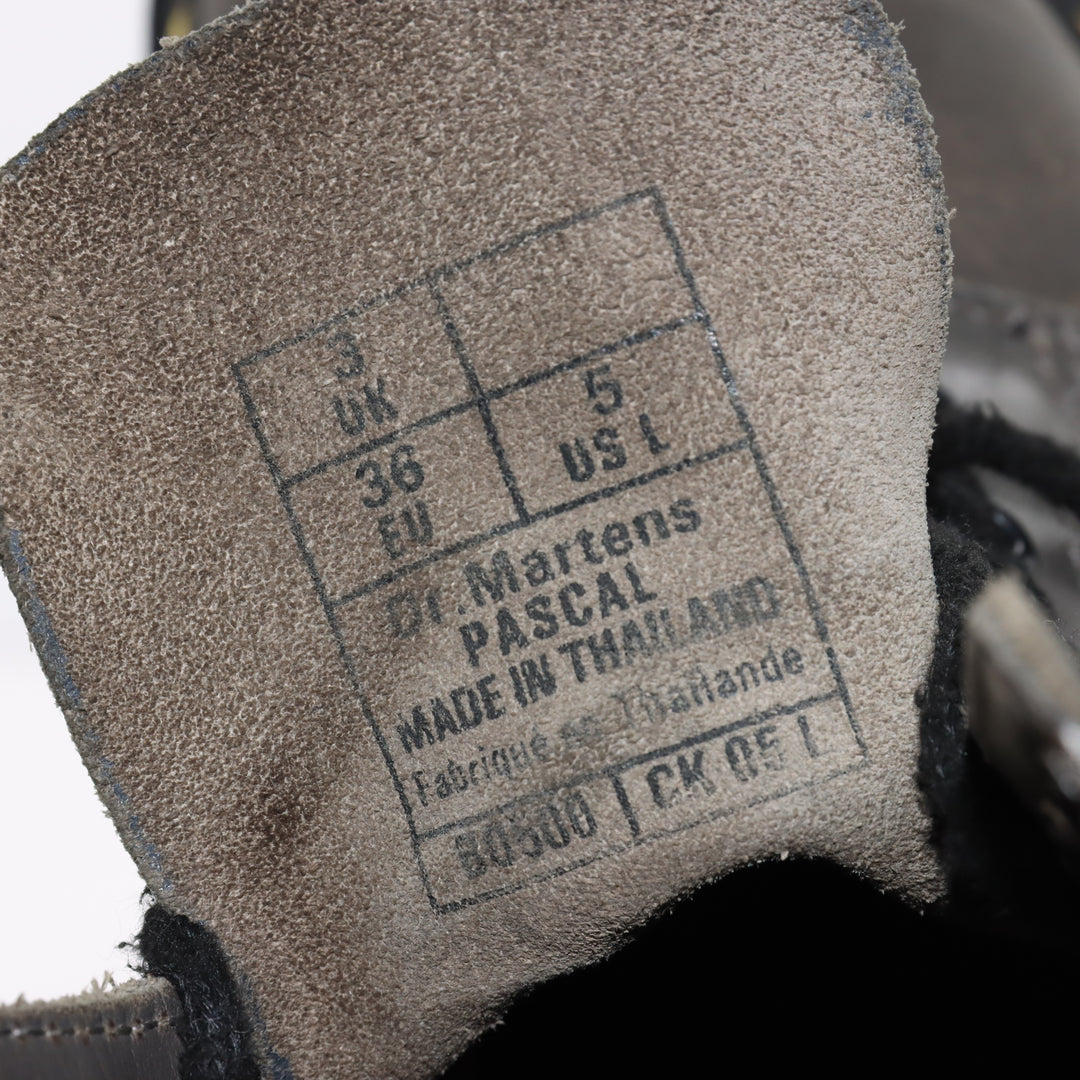 3
UK
36
EU
5
US L
Dr. Martens
PASCAL
MADE IN THAILAND
Fabriqué en Thaïlande
CK 05 L